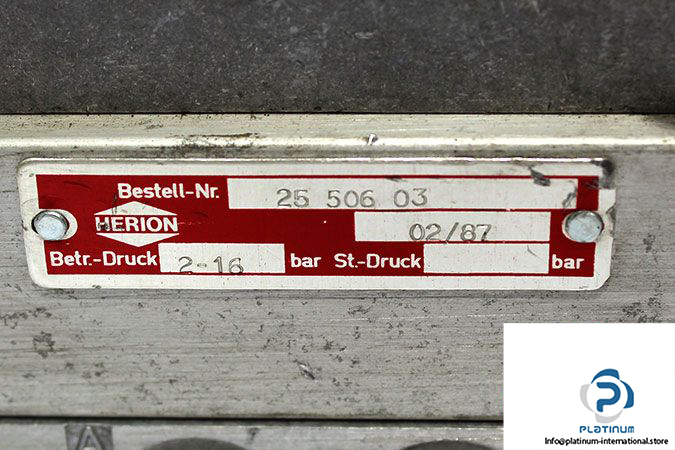 Bestell-Nr. 25 506 03
HERION 02/87
Betr.-Druck 2-16 bar St.-Druck bar
A
PLATINUM
Info@platinum-international.store